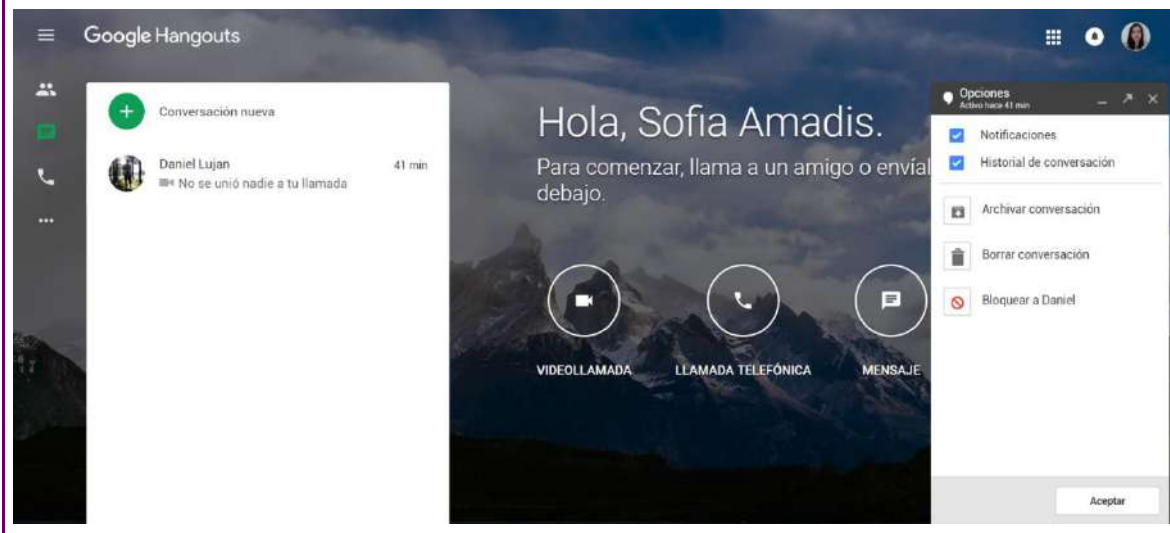 Google Hangouts
Conversación nueva
Daniel Lujan
41 min
No se unió nadie a tu llamada
Hola, Sofia Amadis.
Para comenzar, llama a un amigo o envíal
debajo.
VIDEOLLAMADA
LLAMADA TELEFÓNICA
MENSAJE
Opciones
Activo hace 41 min
Notificaciones
Historial de conversación
Archivar conversación
Borrar conversación
Bloquear a Daniel
Aceptar